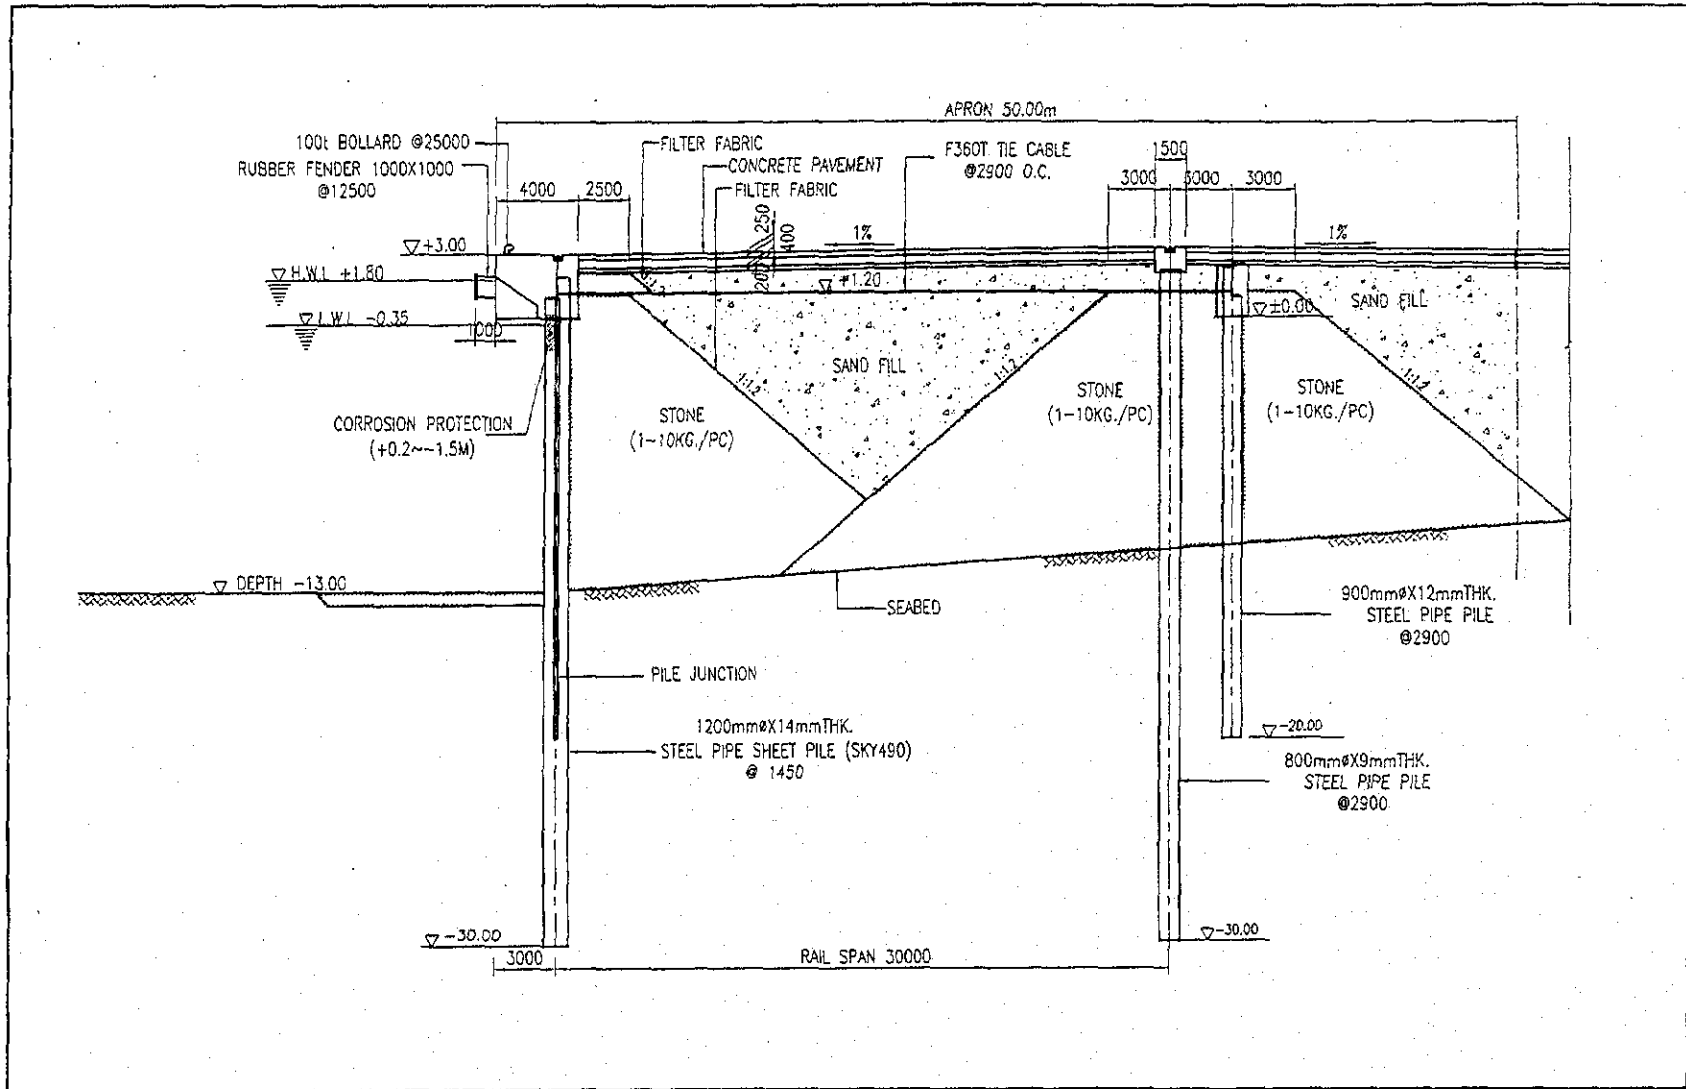 APRON 50.00m
100t BOLLARD @25000
RUBBER FENDER 1000X1000
@12500
FILTER FABRIC
CONCRETE PAVEMENT
FILTER FABRIC
F360T TIE CABLE
@2900 O.C.
1500
4000 2500
3000 3000
250
400
200
1% 1%
+3.00
H.W.L +1.80
+1.20
L.W.L -0.35
±0.00
1000
1:1.2
1:1.2
1:1.2
SAND FILL
SAND FILL
CORROSION PROTECTION
(+0.2~-1.5M)
STONE
(1-10KG./PC)
STONE
(1-10KG./PC)
STONE
(1-10KG./PC)
DEPTH -13.00
SEABED
900mmøX12mmTHK.
STEEL PIPE PILE
@2900
PILE JUNCTION
1200mmøX14mmTHK.
STEEL PIPE SHEET PILE (SKY490)
@ 1450
-20.00
800mmøX9mmTHK.
STEEL PIPE PILE
@2900
-30.00
-30.00
3000
RAIL SPAN 30000